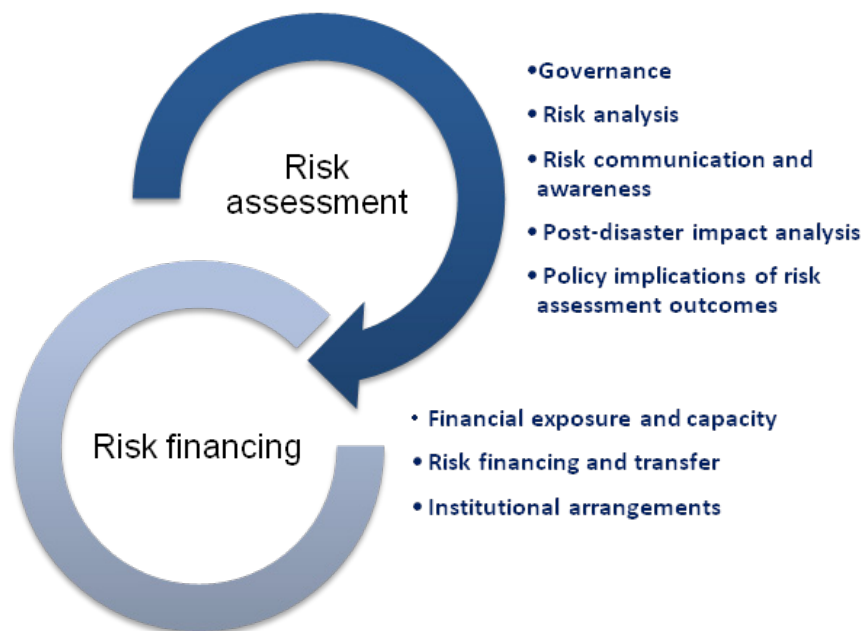 Risk
assessment
•Governance
• Risk analysis
• Risk communication and
awareness
• Post-disaster impact analysis
• Policy implications of risk
assessment outcomes
Risk financing
• Financial exposure and capacity
• Risk financing and transfer
• Institutional arrangements